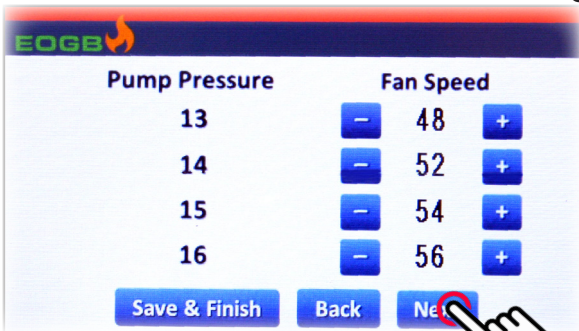 EOGB
Pump Pressure Fan Speed
13 - 48 +
14 - 52 +
15 - 54 +
16 - 56 +
Save & Finish Back